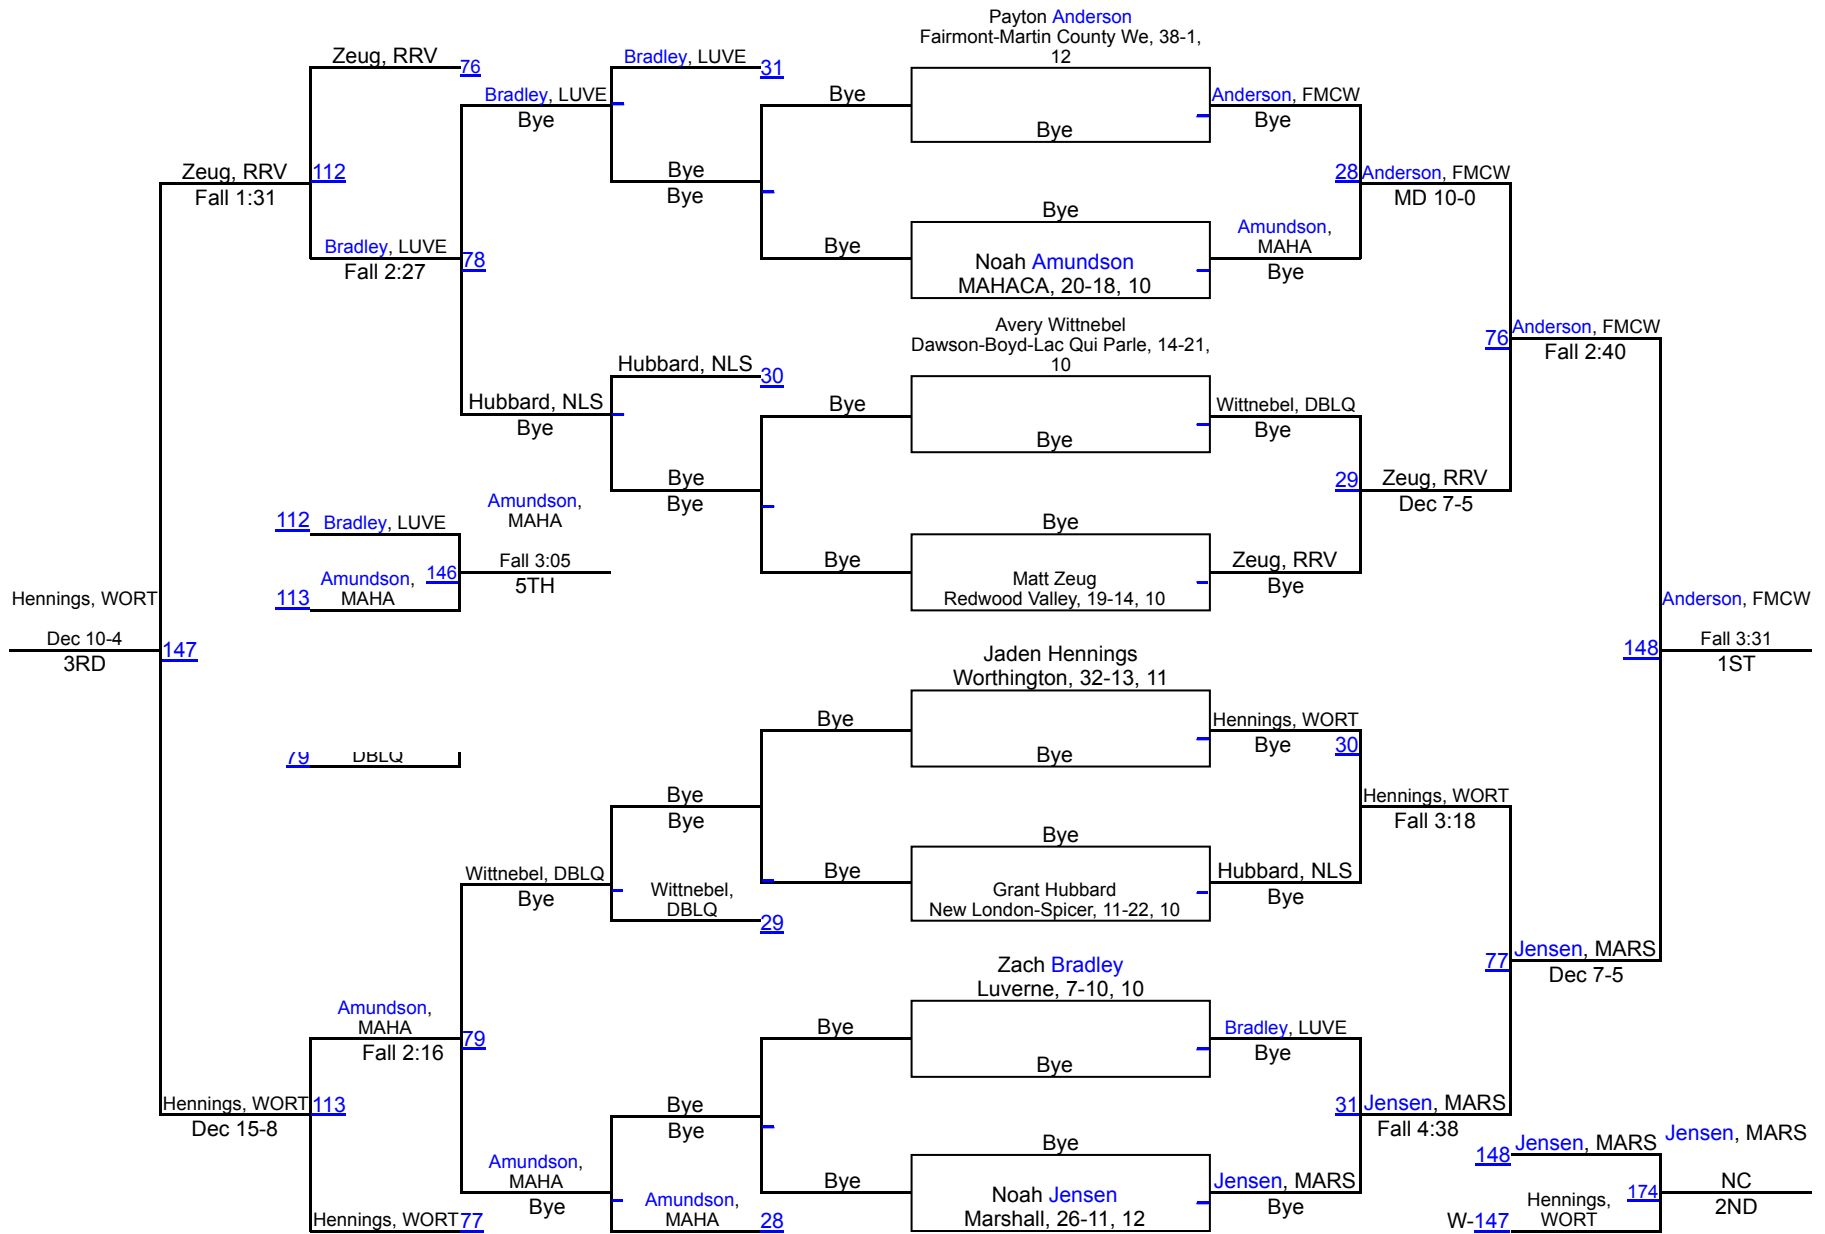 Payton Anderson
Fairmont-Martin County We, 38-1,
12
Zeug, RRV
76
Bradley, LUVE
31
Bradley, LUVE
Bye
Bye
Bye
Anderson, FMCW
Bye
Zeug, RRV
112
Fall 1:31
Bye
Bye
28
Anderson, FMCW
MD 10-0
Bye
Amundson,
MAHA
Bye
Bye
Noah Amundson
MAHACA, 20-18, 10
Bradley, LUVE
78
Fall 2:27
Avery Wittnebel
Dawson-Boyd-Lac Qui Parle, 14-21,
10
76
Anderson, FMCW
Fall 2:40
Hubbard, NLS
30
Hubbard, NLS
Bye
Bye
Bye
Wittnebel, DBLQ
Bye
Bye
Bye
29
Zeug, RRV
Dec 7-5
Amundson,
MAHA
112
Bradley, LUVE
Fall 3:05
5TH
146
113
Amundson,
MAHA
Bye
Bye
Matt Zeug
Redwood Valley, 19-14, 10
Zeug, RRV
Bye
Hennings, WORT
Dec 10-4
3RD
147
Anderson, FMCW
148
Fall 3:31
1ST
Jaden Hennings
Worthington, 32-13, 11
Bye
Bye
Hennings, WORT
Bye
30
79
DBLQ
Bye
Bye
Hennings, WORT
Fall 3:18
Bye
Bye
Grant Hubbard
New London-Spicer, 11-22, 10
Hubbard, NLS
Bye
Wittnebel, DBLQ
Bye
Wittnebel,
DBLQ
29
77
Jensen, MARS
Dec 7-5
Zach Bradley
Luverne, 7-10, 10
Bye
Bye
Bradley, LUVE
Bye
Amundson,
MAHA
79
Fall 2:16
Hennings, WORT
113
Dec 15-8
Bye
Bye
31
Jensen, MARS
Fall 4:38
Bye
Bye
Noah Jensen
Marshall, 26-11, 12
Jensen, MARS
Bye
Amundson,
MAHA
Bye
Amundson,
MAHA
28
Hennings, WORT
77
148
Jensen, MARS
Jensen, MARS
174
NC
2ND
W-147
Hennings,
WORT